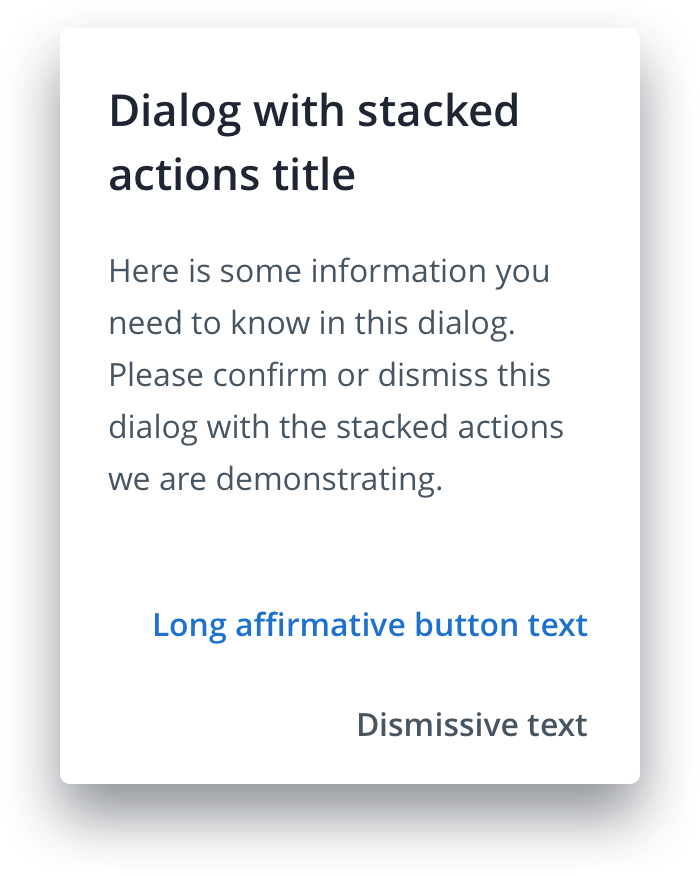 Dialog with stacked
actions title
Here is some information you
need to know in this dialog.
Please confirm or dismiss this
dialog with the stacked actions
we are demonstrating.
Long affirmative button text
Dismissive text